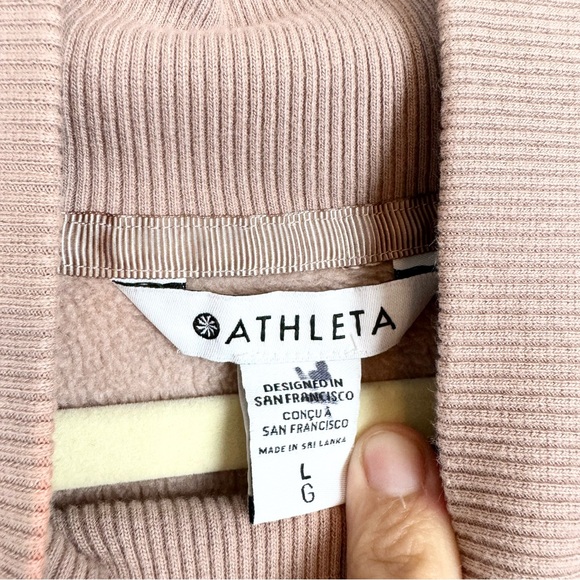 ATHLETA
DESIGNED IN
SAN FRANCISCO
CONÇU À
SAN FRANCISCO
MADE IN SRI LANKA
L
G